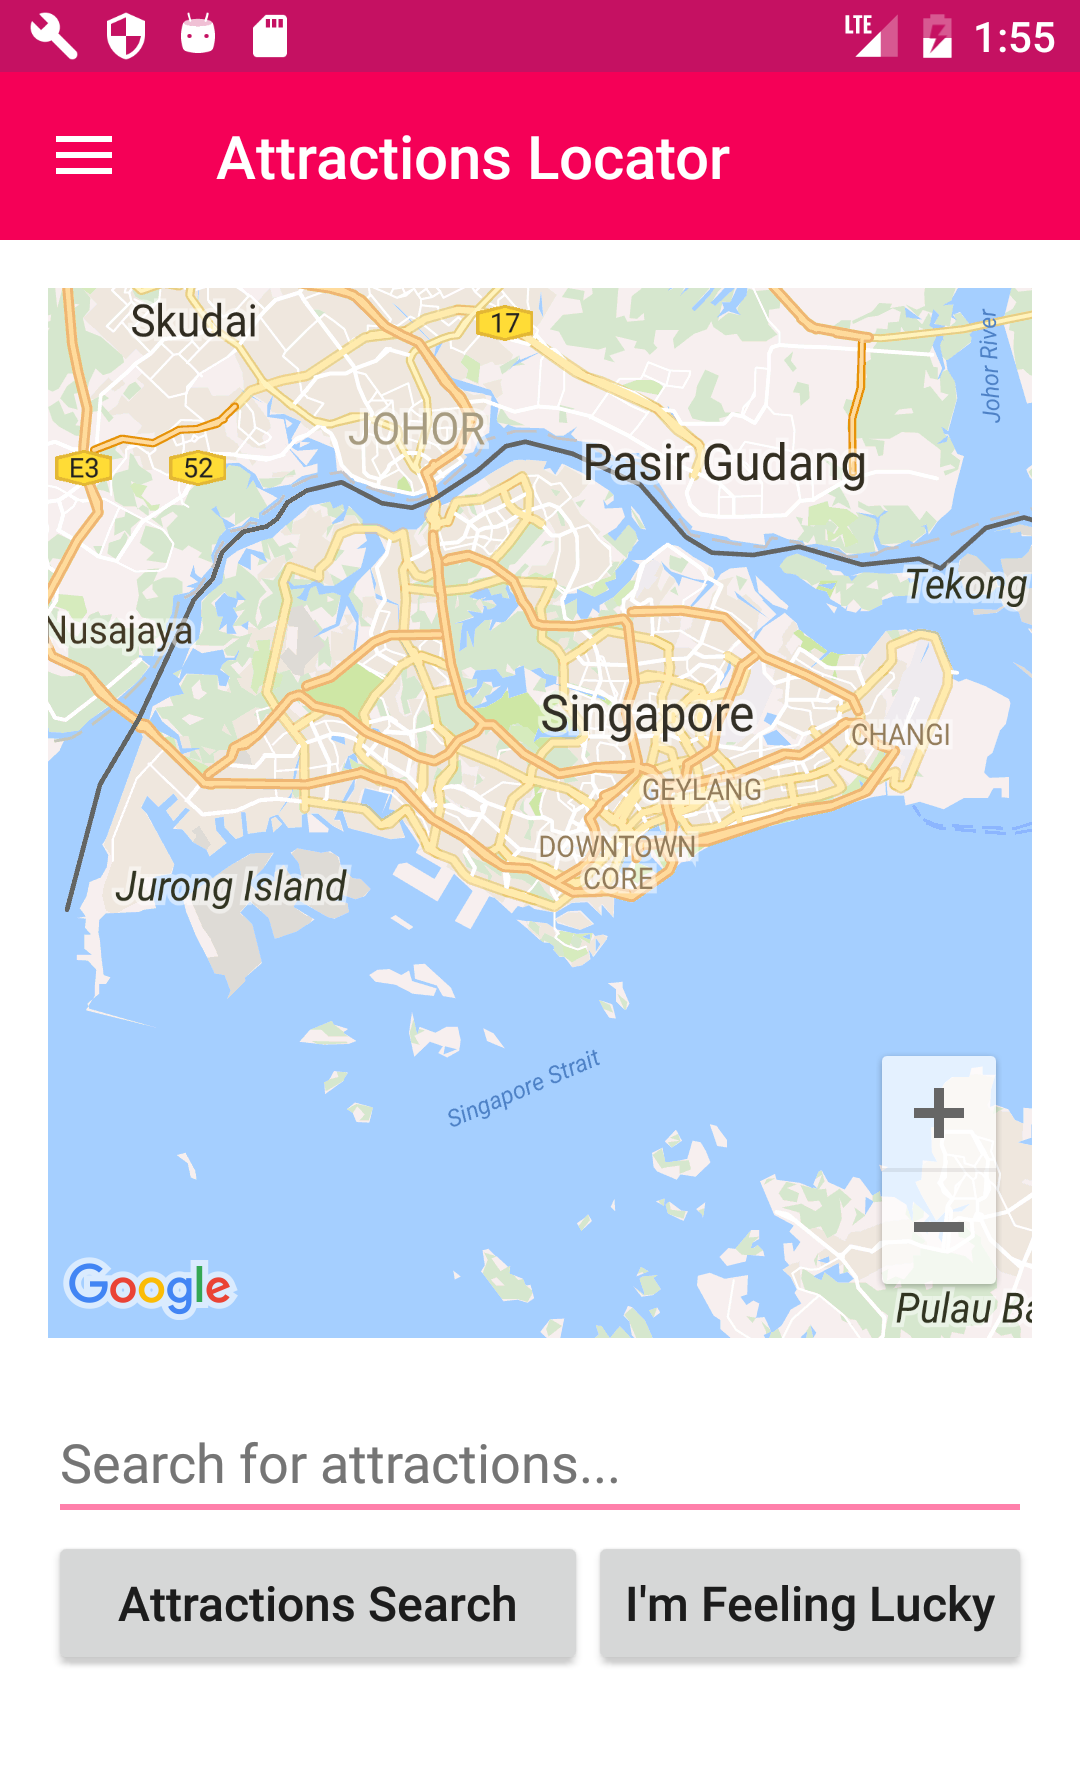 LTE 1:55
Attractions Locator
Skudai
17
Johor River
JOHOR
E3
52
Pasir Gudang
Tekong
Nusajaya
Singapore
CHANGI
GEYLANG
DOWNTOWN
CORE
Jurong Island
Singapore Strait
+
−
Google
Pulau Ba
Search for attractions...
Attractions Search
I'm Feeling Lucky